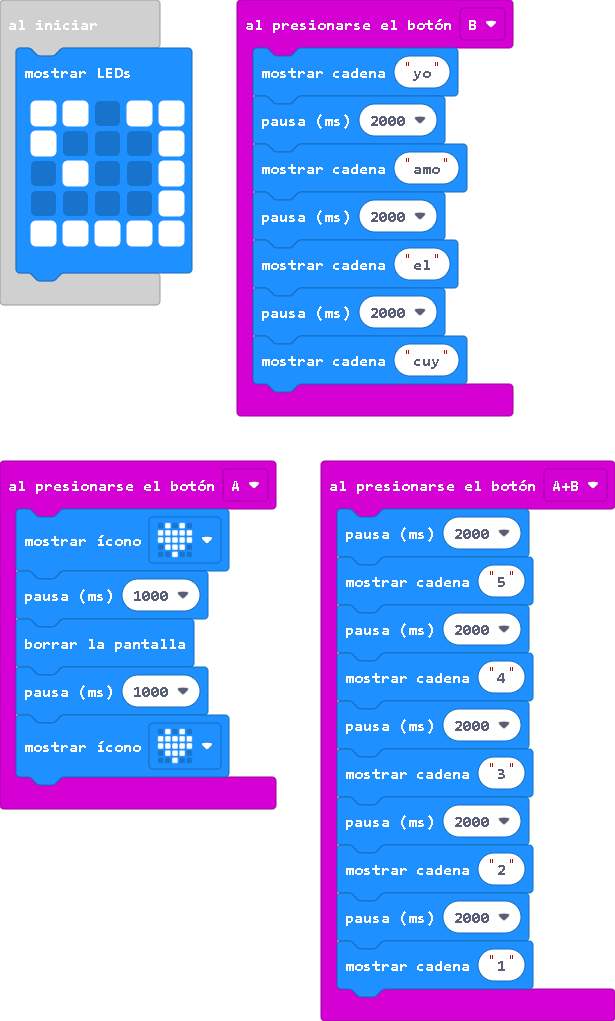 al iniciar
mostrar LEDs
al presionarse el botón B
mostrar cadena "yo"
pausa (ms) 2000
mostrar cadena "amo"
pausa (ms) 2000
mostrar cadena "el"
pausa (ms) 2000
mostrar cadena "cuy"
al presionarse el botón A
mostrar ícono
pausa (ms) 1000
borrar la pantalla
pausa (ms) 1000
mostrar ícono
al presionarse el botón A+B
pausa (ms) 2000
mostrar cadena "5"
pausa (ms) 2000
mostrar cadena "4"
pausa (ms) 2000
mostrar cadena "3"
pausa (ms) 2000
mostrar cadena "2"
pausa (ms) 2000
mostrar cadena "1"